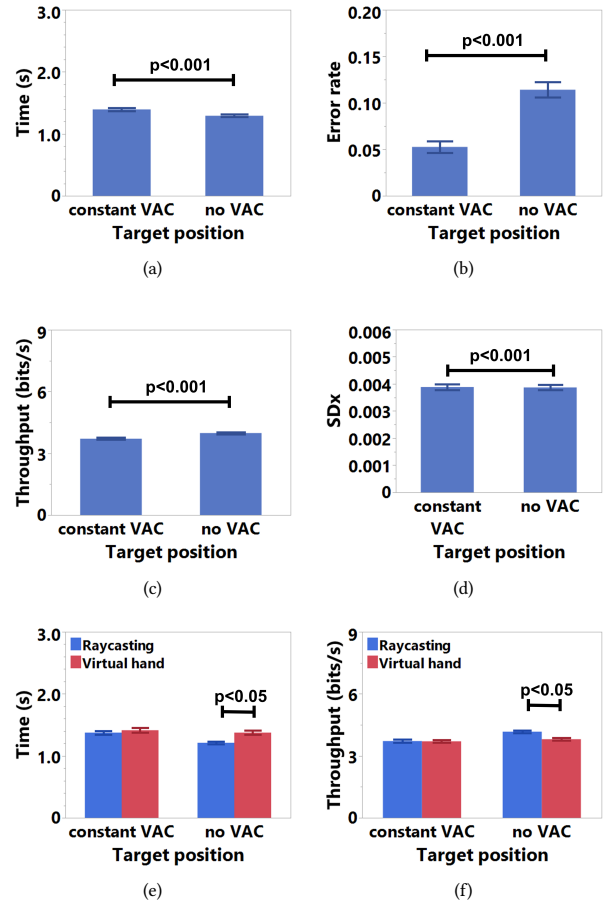 3.0
2.0
1.0
0
Time (s)
p<0.001
constant VAC
no VAC
Target position
(a)
0.20
0.15
0.10
0.05
0
Error rate
p<0.001
constant VAC
no VAC
Target position
(b)
9
6
3
0
Throughput (bits/s)
p<0.001
constant VAC
no VAC
Target position
(c)
0.006
0.005
0.004
0.003
0.002
0.001
0
SDx
p<0.001
constant
VAC
no VAC
Target position
(d)
3.0
2.0
1.0
0
Time (s)
Raycasting
Virtual hand
p<0.05
constant VAC
no VAC
Target position
(e)
9
6
3
0
Throughput (bits/s)
Raycasting
Virtual hand
p<0.05
constant VAC
no VAC
Target position
(f)